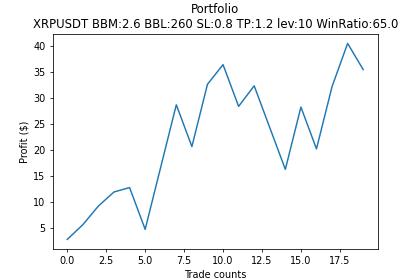 Portfolio
XRPUSDT BBM:2.6 BBL:260 SL:0.8 TP:1.2 lev:10 WinRatio:65.0
40
35
30
25
20
15
10
5
Profit ($)
0.0 2.5 5.0 7.5 10.0 12.5 15.0 17.5
Trade counts